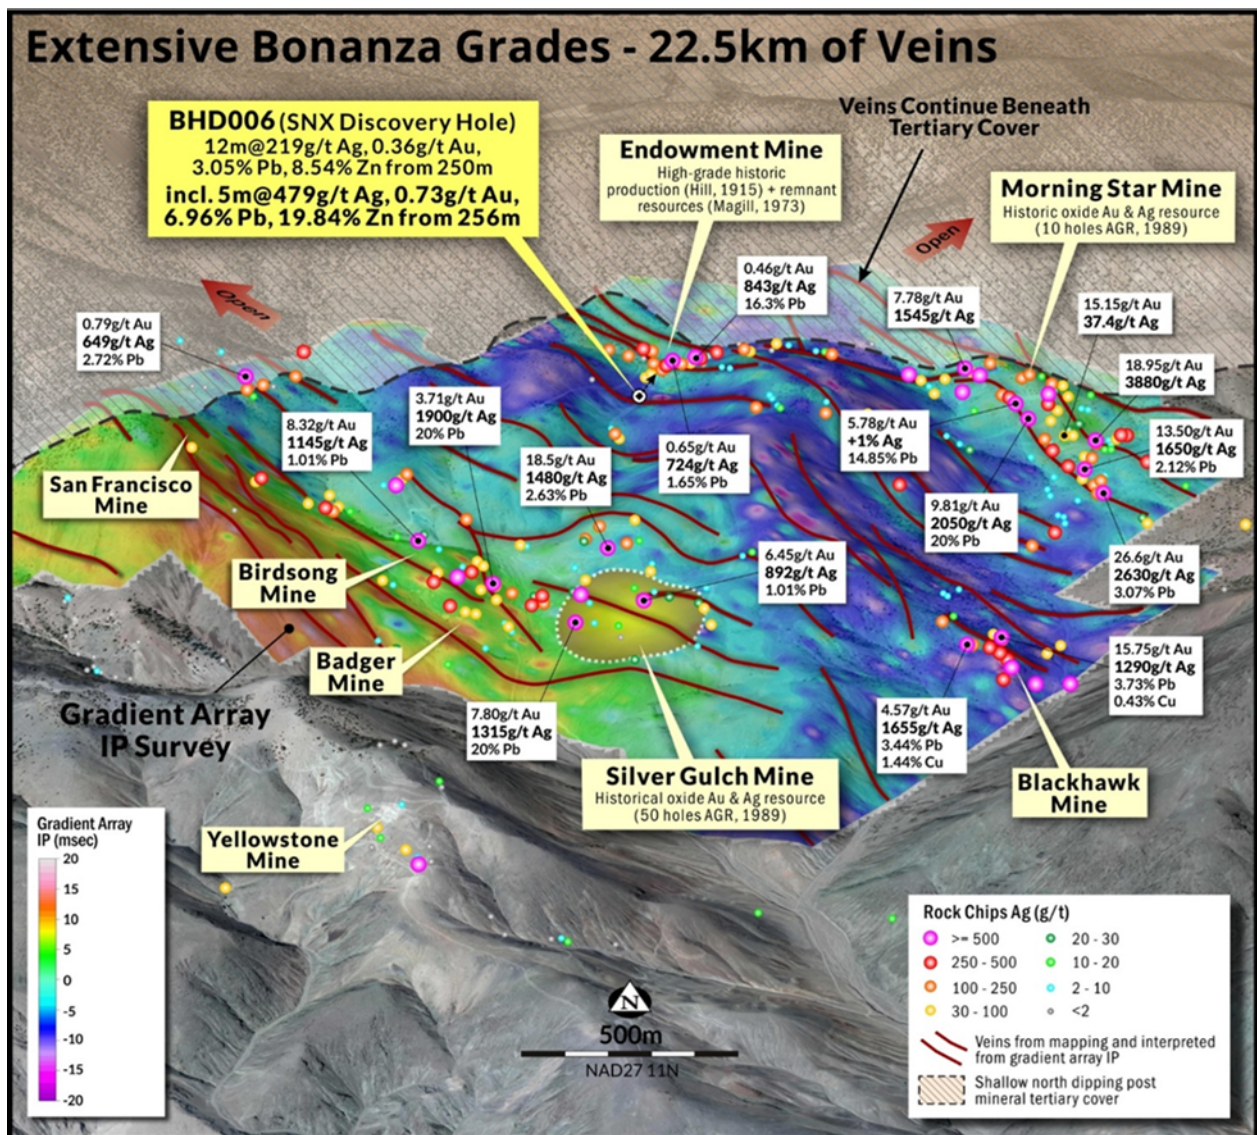 Extensive Bonanza Grades - 22.5km of Veins
BHD006 (SNX Discovery Hole)
12m@219g/t Ag, 0.36g/t Au,
3.05% Pb, 8.54% Zn from 250m
incl. 5m@479g/t Ag, 0.73g/t Au,
6.96% Pb, 19.84% Zn from 256m
Endowment Mine
High-grade historic
production (Hill, 1915) + remnant
resources (Magill, 1973)
Veins Continue Beneath
Tertiary Cover
Morning Star Mine
Historic oxide Au & Ag resource
(10 holes AGR, 1989)
Open
Open
0.79g/t Au
649g/t Ag
2.72% Pb
0.46g/t Au
843g/t Ag
16.3% Pb
7.78g/t Au
1545g/t Ag
15.15g/t Au
37.4g/t Ag
18.95g/t Au
3880g/t Ag
8.32g/t Au
1145g/t Ag
1.01% Pb
3.71g/t Au
1900g/t Ag
20% Pb
18.5g/t Au
1480g/t Ag
2.63% Pb
0.65g/t Au
724g/t Ag
1.65% Pb
5.78g/t Au
+1% Ag
14.85% Pb
13.50g/t Au
1650g/t Ag
2.12% Pb
San Francisco
Mine
9.81g/t Au
2050g/t Ag
20% Pb
Birdsong
Mine
6.45g/t Au
892g/t Ag
1.01% Pb
26.6g/t Au
2630g/t Ag
3.07% Pb
Badger
Mine
15.75g/t Au
1290g/t Ag
3.73% Pb
0.43% Cu
Gradient Array
IP Survey
7.80g/t Au
1315g/t Ag
20% Pb
4.57g/t Au
1655g/t Ag
3.44% Pb
1.44% Cu
Silver Gulch Mine
Historical oxide Au & Ag resource
(50 holes AGR, 1989)
Blackhawk
Mine
Yellowstone
Mine
Gradient Array
IP (msec)
20
15
10
5
0
-5
-10
-15
-20
N
500m
NAD27 11N
Rock Chips Ag (g/t)
>= 500
250 - 500
100 - 250
30 - 100
20 - 30
10 - 20
2 - 10
<2
Veins from mapping and interpreted
from gradient array IP
Shallow north dipping post
mineral tertiary cover